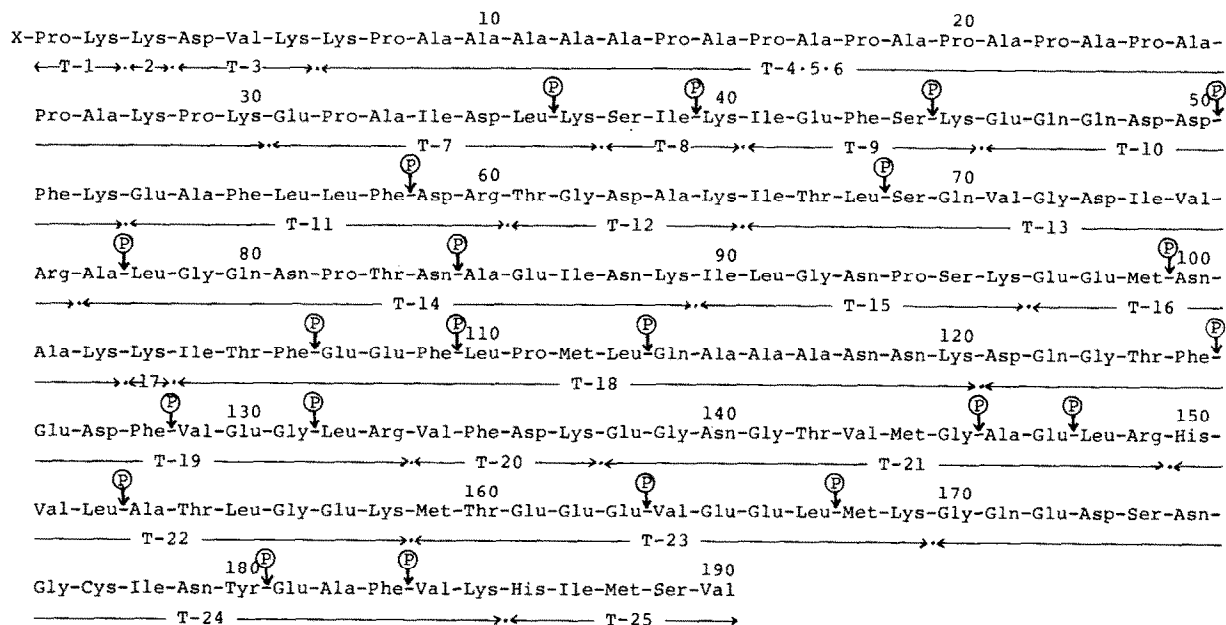 10 20
X-Pro-Lys-Lys-Asp-Val-Lys-Lys-Pro-Ala-Ala-Ala-Ala-Ala-Pro-Ala-Pro-Ala-Pro-Ala-Pro-Ala-Pro-Ala-Pro-Ala-
T-1 2 T-3 T-4·5·6
30 P P 40 P 50 P
Pro-Ala-Lys-Pro-Lys-Glu-Pro-Ala-Ile-Asp-Leu-Lys-Ser-Ile-Lys-Ile-Glu-Phe-Ser-Lys-Glu-Gln-Gln-Asp-Asp-
T-7 T-8 T-9 T-10
P 60 P 70
Phe-Lys-Glu-Ala-Phe-Leu-Leu-Phe-Asp-Arg-Thr-Gly-Asp-Ala-Lys-Ile-Thr-Leu-Ser-Gln-Val-Gly-Asp-Ile-Val-
T-11 T-12 T-13
P 80 P 90 P 100
Arg-Ala-Leu-Gly-Gln-Asn-Pro-Thr-Asn-Ala-Glu-Ile-Asn-Lys-Ile-Leu-Gly-Asn-Pro-Ser-Lys-Glu-Glu-Met-Asn-
T-14 T-15 T-16
P P 110 P 120 P
Ala-Lys-Lys-Ile-Thr-Phe-Glu-Glu-Phe-Leu-Pro-Met-Leu-Gln-Ala-Ala-Ala-Asn-Asn-Lys-Asp-Gln-Gly-Thr-Phe-
17 T-18
P 130 P 140 P P 150
Glu-Asp-Phe-Val-Glu-Gly-Leu-Arg-Val-Phe-Asp-Lys-Glu-Gly-Asn-Gly-Thr-Val-Met-Gly-Ala-Glu-Leu-Arg-His-
T-19 T-20 T-21
P 160 P P 170
Val-Leu-Ala-Thr-Leu-Gly-Glu-Lys-Met-Thr-Glu-Glu-Glu-Val-Glu-Glu-Leu-Met-Lys-Gly-Gln-Glu-Asp-Ser-Asn-
T-22 T-23
180 P P 190
Gly-Cys-Ile-Asn-Tyr-Glu-Ala-Phe-Val-Lys-His-Ile-Met-Ser-Val
T-24 T-25